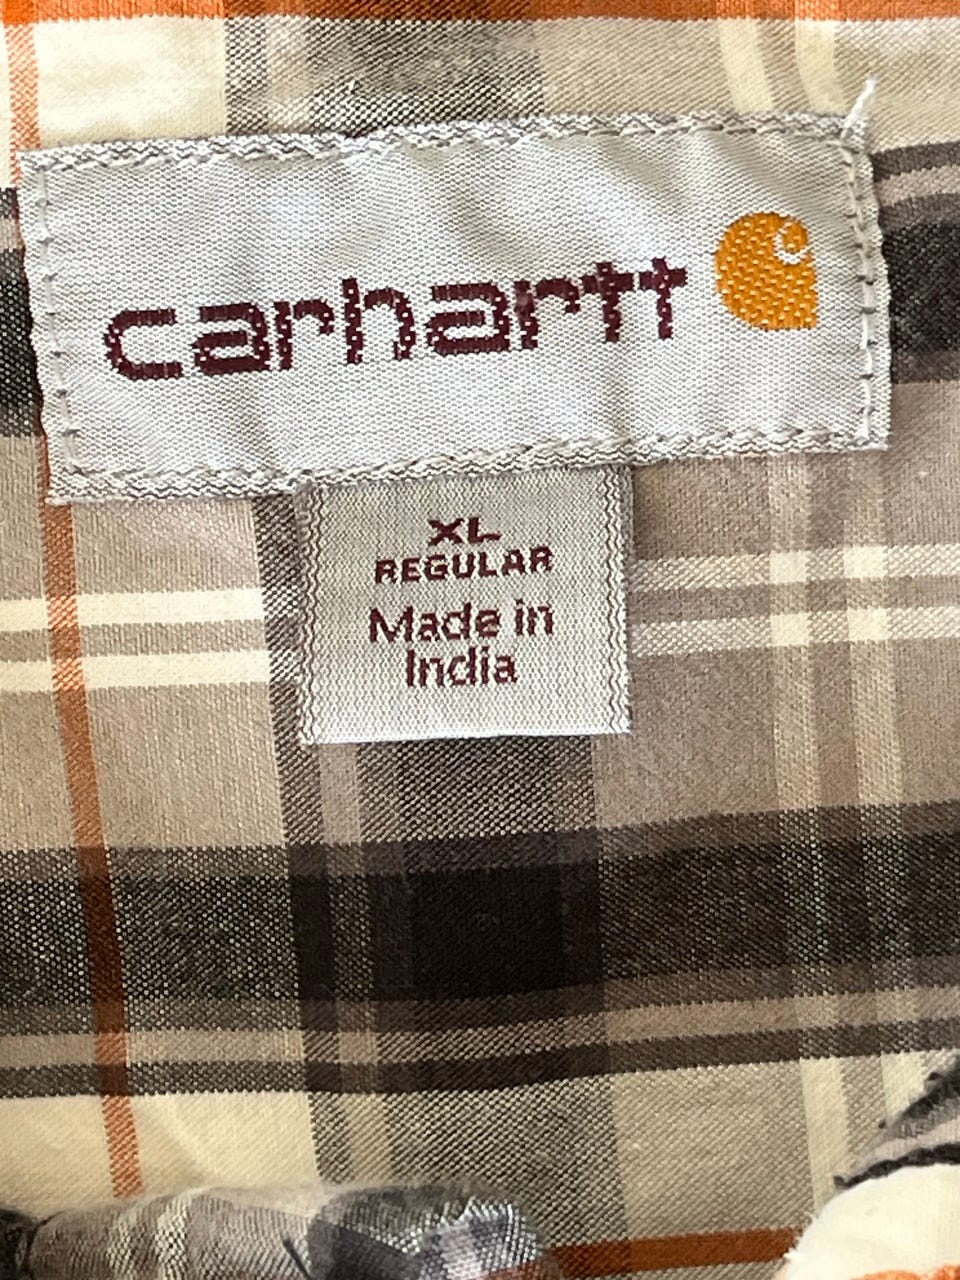 carhartt
XL
REGULAR
Made in
India